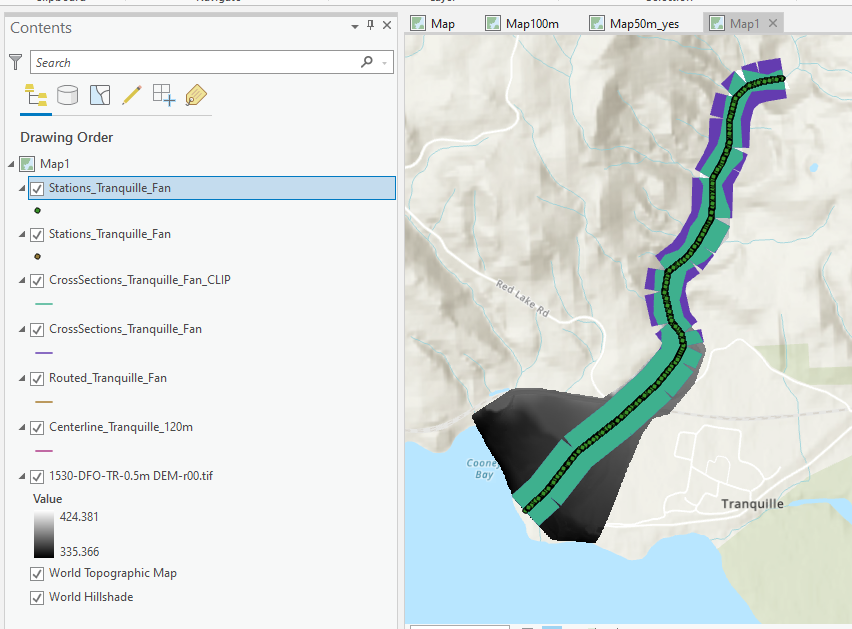 Contents
Search
Drawing Order
Map1
Stations_Tranquille_Fan
Stations_Tranquille_Fan
CrossSections_Tranquille_Fan_CLIP
CrossSections_Tranquille_Fan
Routed_Tranquille_Fan
Centerline_Tranquille_120m
1530-DFO-TR-0.5m DEM-r00.tif
Value
424.381
335.366
World Topographic Map
World Hillshade
Map
Map100m
Map50m_yes
Map1
Red Lake Rd
Cooney
Bay
Tranquille